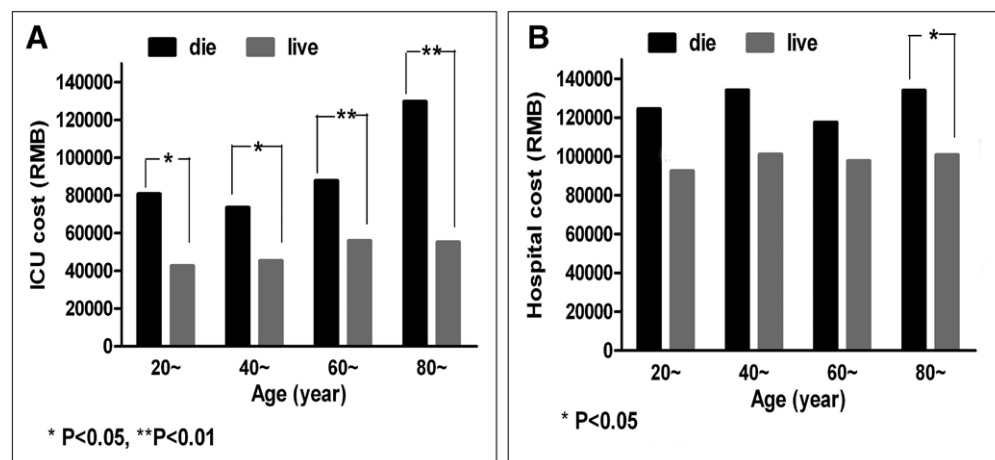 A
die live
ICU cost (RMB)
140000
120000
100000
80000
60000
40000
20000
0
* * ** **
20~ 40~ 60~ 80~
Age (year)
* P<0.05, **P<0.01
B
die live
Hospital cost (RMB)
140000
120000
100000
80000
60000
40000
20000
0
*
20~ 40~ 60~ 80~
Age (year)
* P<0.05